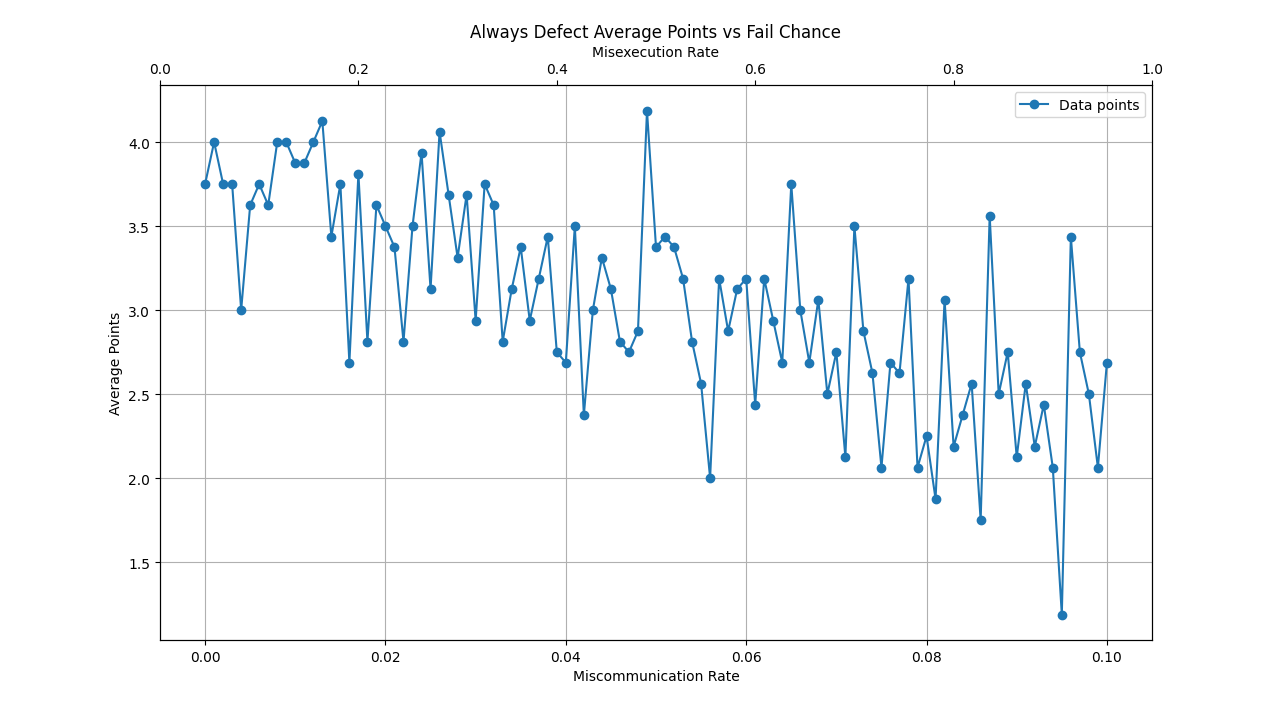 Always Defect Average Points vs Fail Chance
Misexecution Rate
0.0 0.2 0.4 0.6 0.8 1.0
Data points
4.0
3.5
3.0
2.5
2.0
1.5
Average Points
0.00 0.02 0.04 0.06 0.08 0.10
Miscommunication Rate